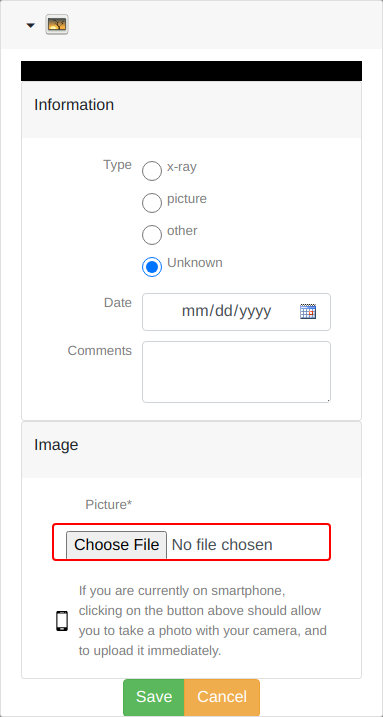 Information
Type
x-ray
picture
other
Unknown
Date
mm/dd/yyyy
Comments
Image
Picture*
Choose File No file chosen
If you are currently on smartphone,
clicking on the button above should allow
you to take a photo with your camera, and
to upload it immediately.
Save Cancel